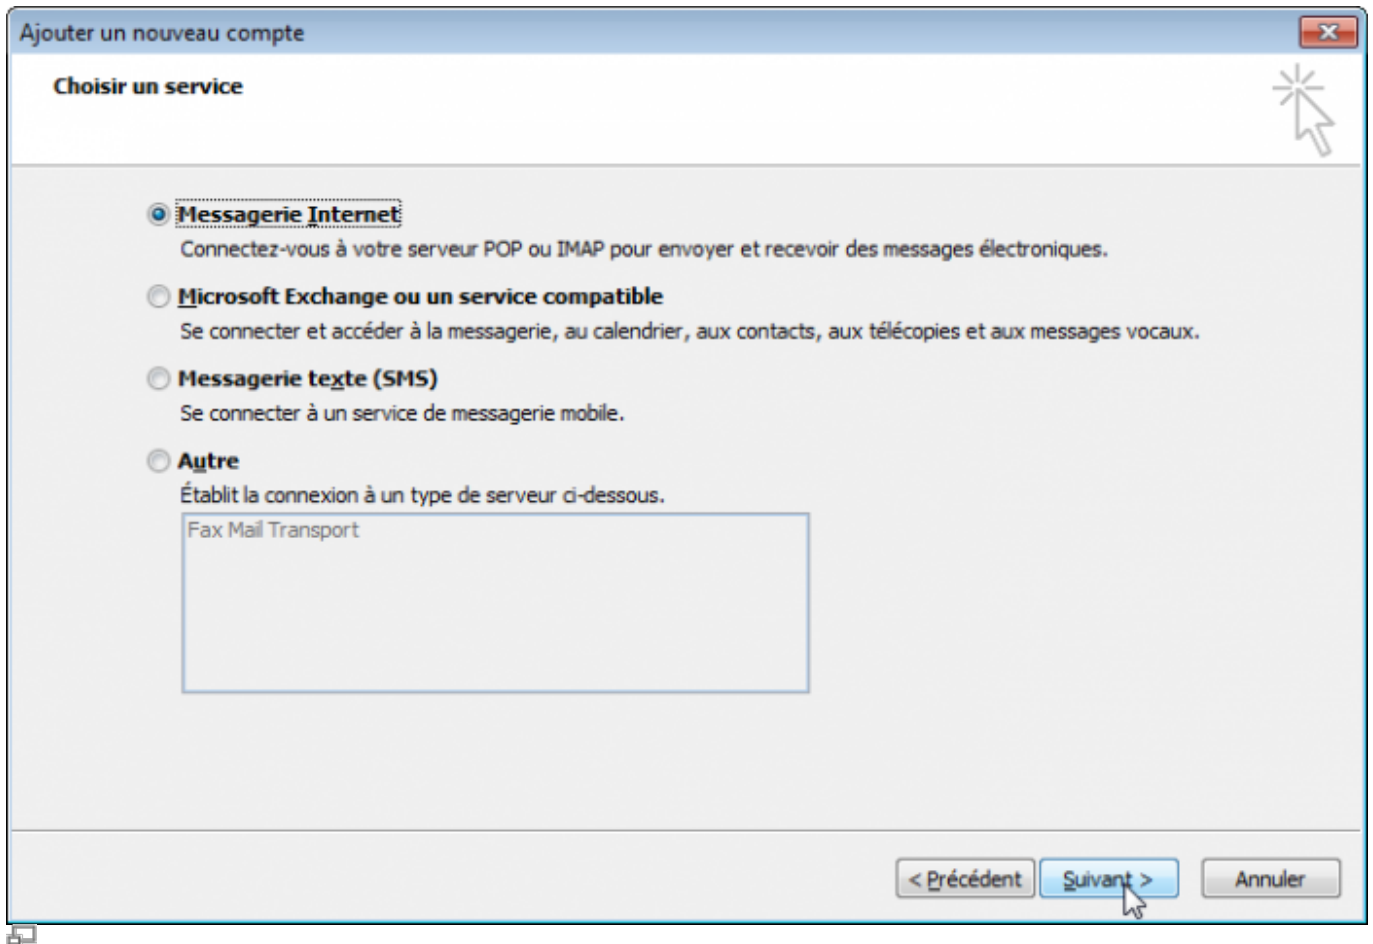 Ajouter un nouveau compte
Choisir un service
Messagerie Internet
Connectez-vous à votre serveur POP ou IMAP pour envoyer et recevoir des messages électroniques.
Microsoft Exchange ou un service compatible
Se connecter et accéder à la messagerie, au calendrier, aux contacts, aux télécopies et aux messages vocaux.
Messagerie texte (SMS)
Se connecter à un service de messagerie mobile.
Autre
Établit la connexion à un type de serveur ci-dessous.
Fax Mail Transport
< Précédent Suivant > Annuler